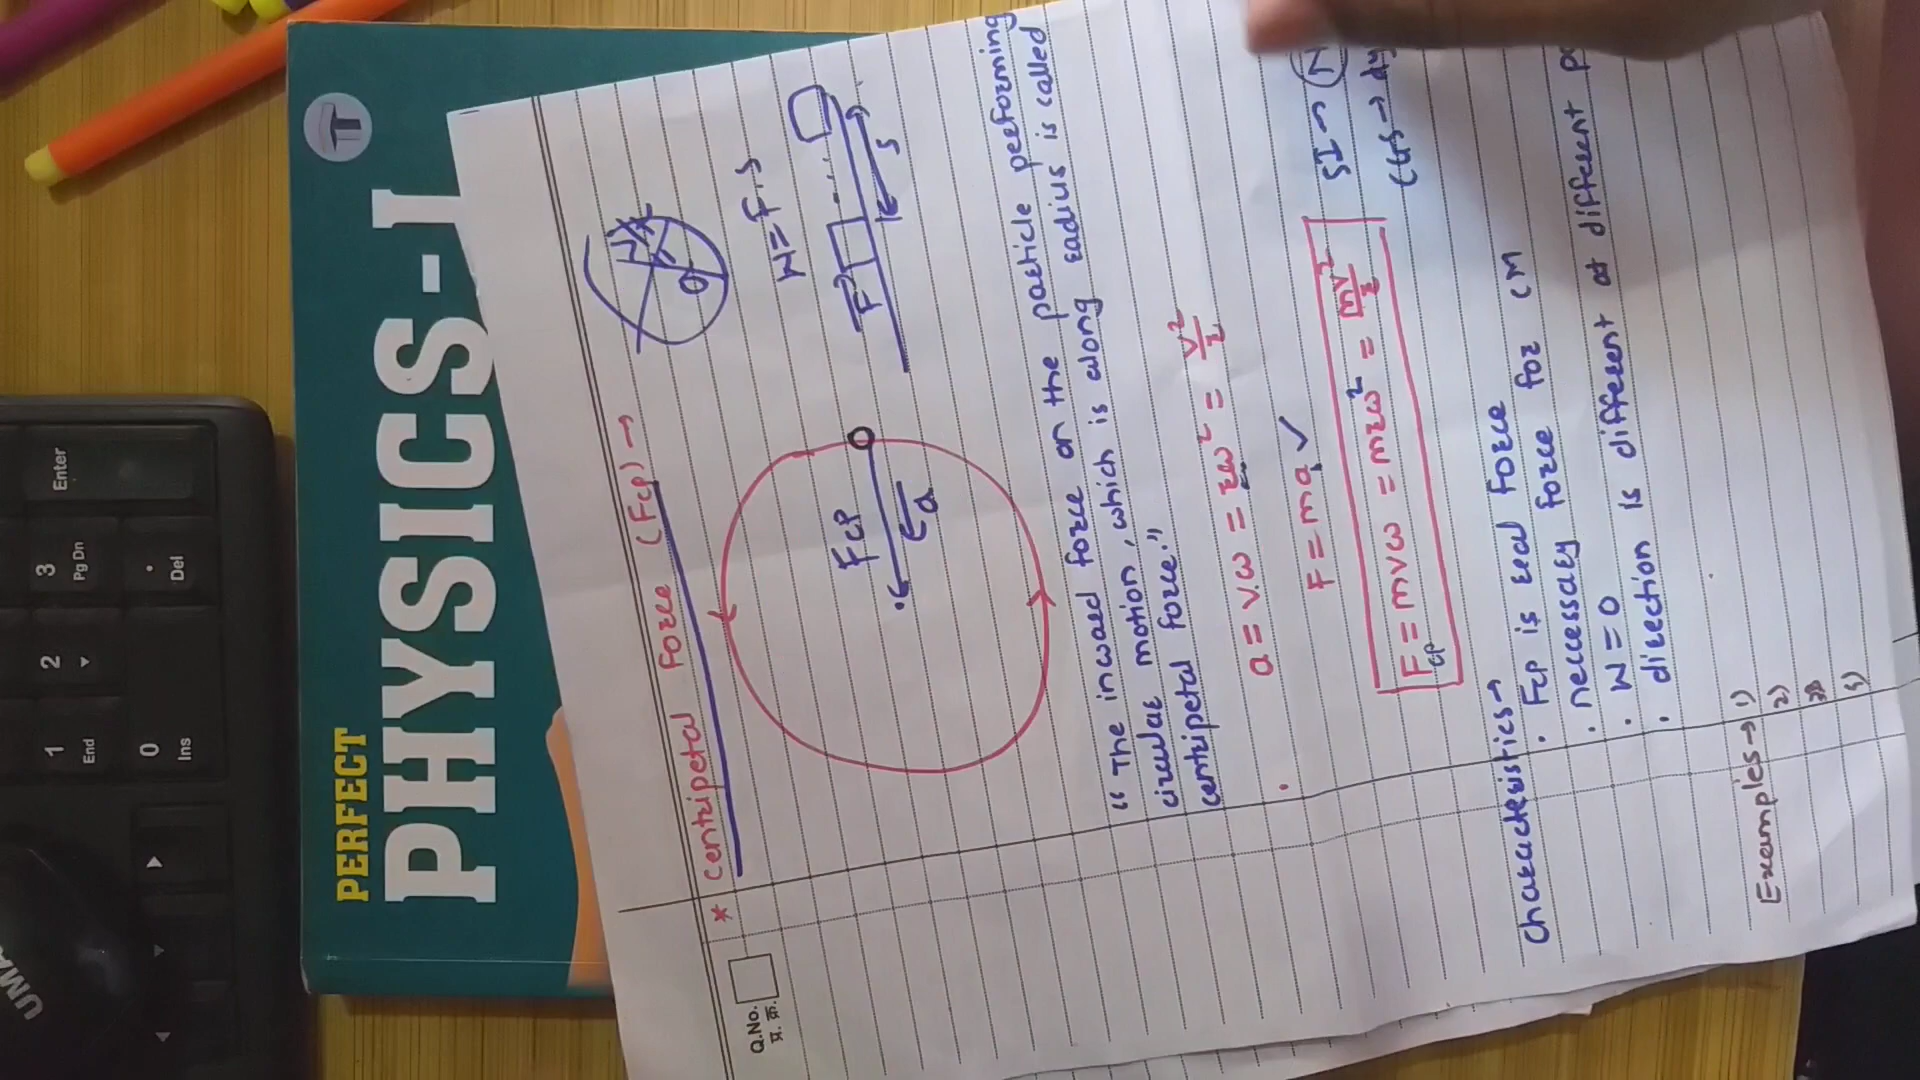 PERFECT
PHYSICS-I
UMA
Enter
3
Pg Dn
.
Del
2
1
End
0
Ins
Q.No.
प्र. क्र.
* Centripetal Force (Fcp) →
W = F.S
F
S
Fcp
a
" The inward force on the particle performing
circular motion, which is along radius is called
centripetal force."
a = vω = rω² = v²/r
F = ma ✓
Fcp = mvω = mrω² = mv²/r
SI → N
CGS → dy
Characteristics →
· Fcp is real force
· necessary force for CM
· W = 0
· direction is different at different po
Examples → 1)
2)
3)
4)